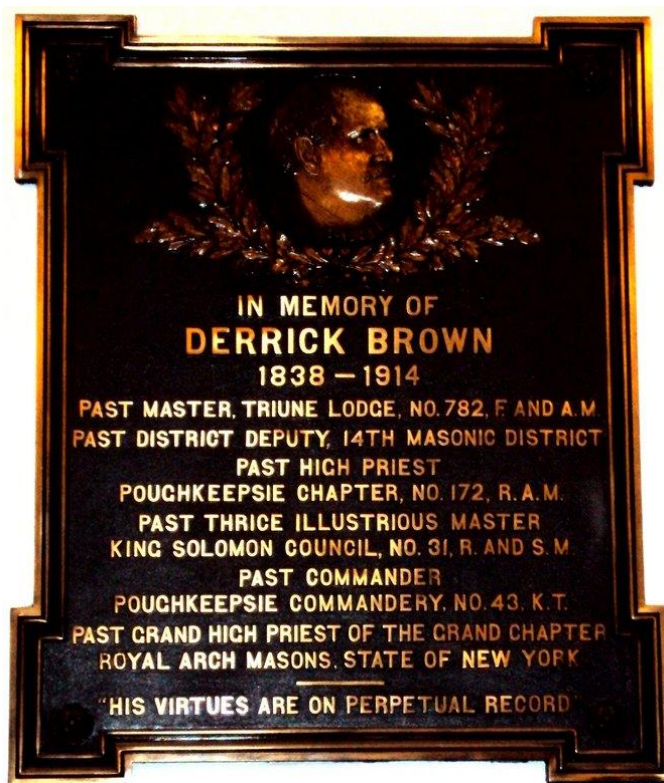 IN MEMORY OF
DERRICK BROWN
1838 — 1914
PAST MASTER, TRIUNE LODGE, NO. 782, F. AND A.M.
PAST DISTRICT DEPUTY, 14TH MASONIC DISTRICT
PAST HIGH PRIEST
POUGHKEEPSIE CHAPTER, NO. 172, R.A.M.
PAST THRICE ILLUSTRIOUS MASTER
KING SOLOMON COUNCIL, NO. 31, R. AND S.M.
PAST COMMANDER
POUGHKEEPSIE COMMANDERY, NO. 43, K.T.
PAST GRAND HIGH PRIEST OF THE GRAND CHAPTER
ROYAL ARCH MASONS, STATE OF NEW YORK
"HIS VIRTUES ARE ON PERPETUAL RECORD"